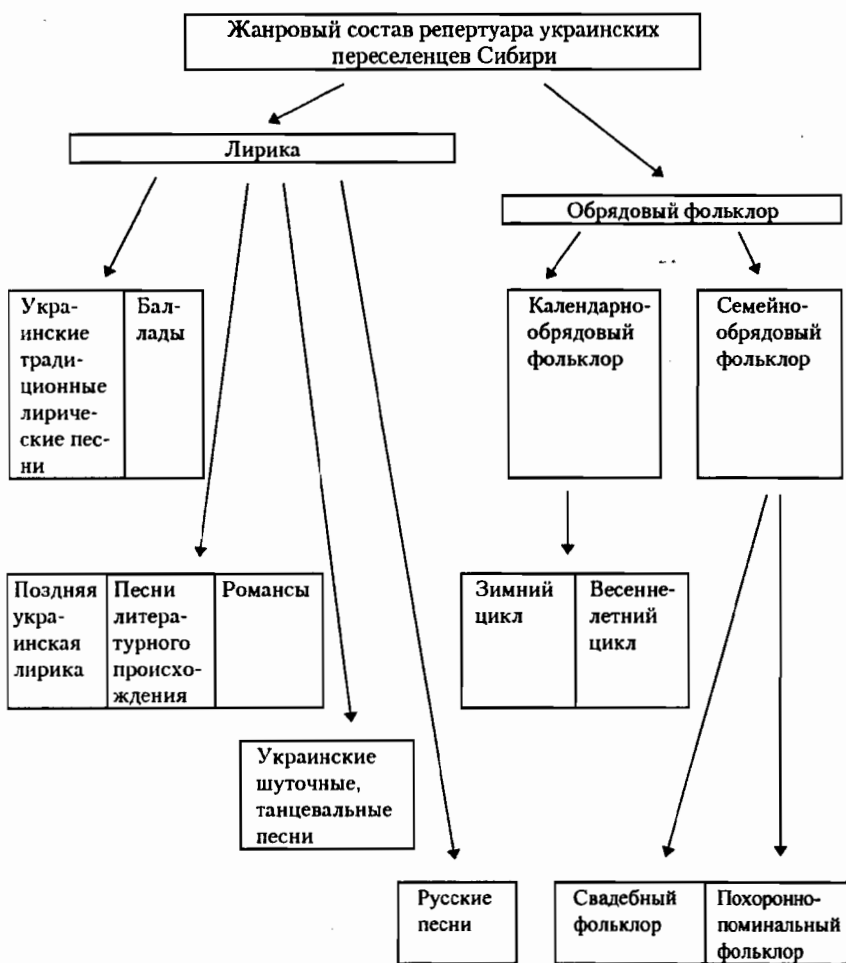 Жанровый состав репертуара украинских
переселенцев Сибири
Лирика
Обрядовый фольклор
Укра-
инские
тради-
ционные
лириче-
ские пес-
ни
Бал-
лады
Календарно-
обрядовый
фольклор
Семейно-
обрядовый
фольклор
Поздняя
укра-
инская
лирика
Песни
литера-
турного
происхо-
ждения
Романсы
Зимний
цикл
Весенне-
летний
цикл
Украинские
шуточные,
танцевальные
песни
Русские
песни
Свадебный
фольклор
Похоронно-
поминальный
фольклор